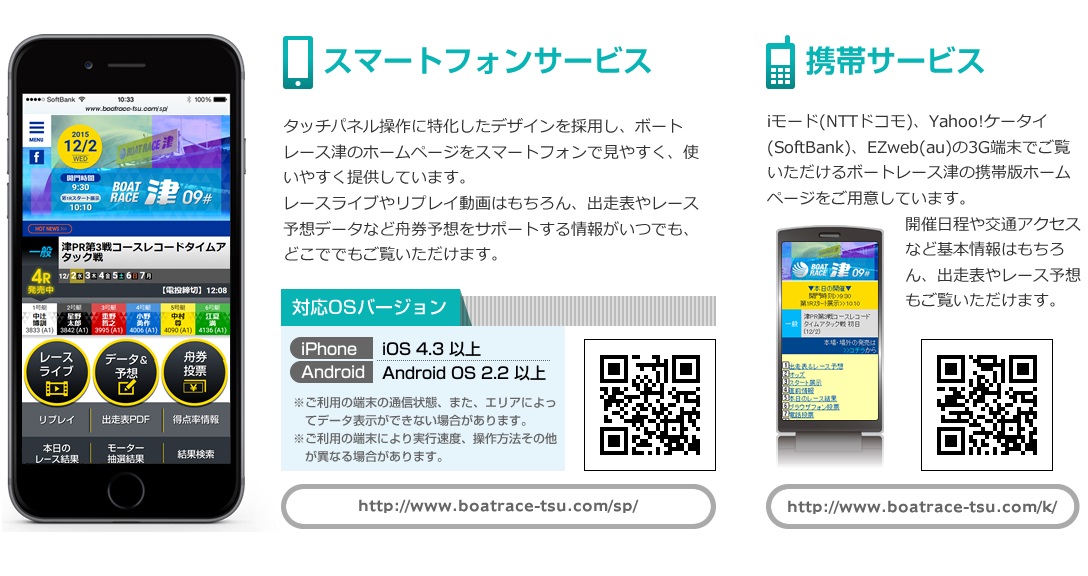 SoftBank 10:33 100%
www.boatrace-tsu.com/sp/
MENU
2015
12/2
WED
開門時間
9:30
第1Rスタート展示
10:10
BOAT RACE 津 09#
BOAT RACE 津
HOT NEWS >>>
一般
津PR第3戦コースレコードタイムアタック戦
4R
発売中
12/ 2水 3木 4金 5土 6日 7月
【電投締切】12:08
1号艇 2号艇 3号艇 4号艇 5号艇 6号艇
中辻 博訓 星野 太郎 重野 哲之 小野 勇作 中村 尊 江夏 満
3833 (A1) 3842 (A1) 3995 (A1) 4006 (A1) 4090 (A1) 4136 (A1)
レース
ライブ
データ&
予想
舟券
投票
リプレイ 出走表PDF 得点率情報
本日の
レース結果
モーター
抽選結果
結果検索
スマートフォンサービス
タッチパネル操作に特化したデザインを採用し、ボート
レース津のホームページをスマートフォンで見やすく、使
いやすく提供しています。
レースライブやリプレイ動画はもちろん、出走表やレース
予想データなど舟券予想をサポートする情報がいつでも、
どこででもご覧いただけます。
対応OSバージョン
iPhone iOS 4.3 以上
Android Android OS 2.2 以上
※ご利用の端末の通信状態、また、エリアによっ
てデータ表示ができない場合があります。
※ご利用の端末により実行速度、操作方法その他
が異なる場合があります。
http://www.boatrace-tsu.com/sp/
携帯サービス
iモード(NTTドコモ)、Yahoo!ケータイ
(SoftBank)、EZweb(au)の3G端末でご覧
いただけるボートレース津の携帯版ホーム
ページをご用意しています。
開催日程や交通アクセス
など基本情報はもちろ
ん、出走表やレース予想
もご覧いただけます。
BOAT RACE 津 09#
▼本日の開催▼
開門時刻>>9:30
第1Rスタート展示>>10:10
一般
津PR第3戦コースレコード
タイムアタック戦 初日
(12/2)
本場・場外の発売は
>>コチラから
1出走表&レース予想
2オッズ
3スタート展示
4直前情報
5本日のレース結果
6ブラウザフォン投票
7電話投票
http://www.boatrace-tsu.com/k/